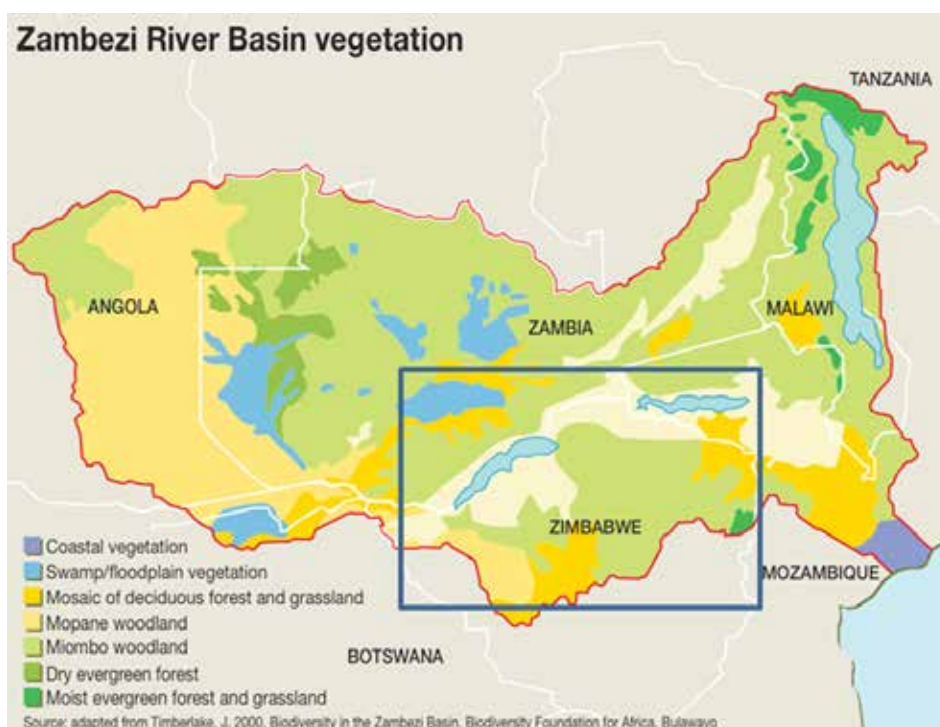 Zambezi River Basin vegetation
TANZANIA
ANGOLA
ZAMBIA
MALAWI
ZIMBABWE
MOZAMBIQUE
BOTSWANA
Coastal vegetation
Swamp/floodplain vegetation
Mosaic of deciduous forest and grassland
Mopane woodland
Miombo woodland
Dry evergreen forest
Moist evergreen forest and grassland
Source: adapted from Timberlake, J. 2000. Biodiversity in the Zambezi Basin. Biodiversity Foundation for Africa, Bulawayo